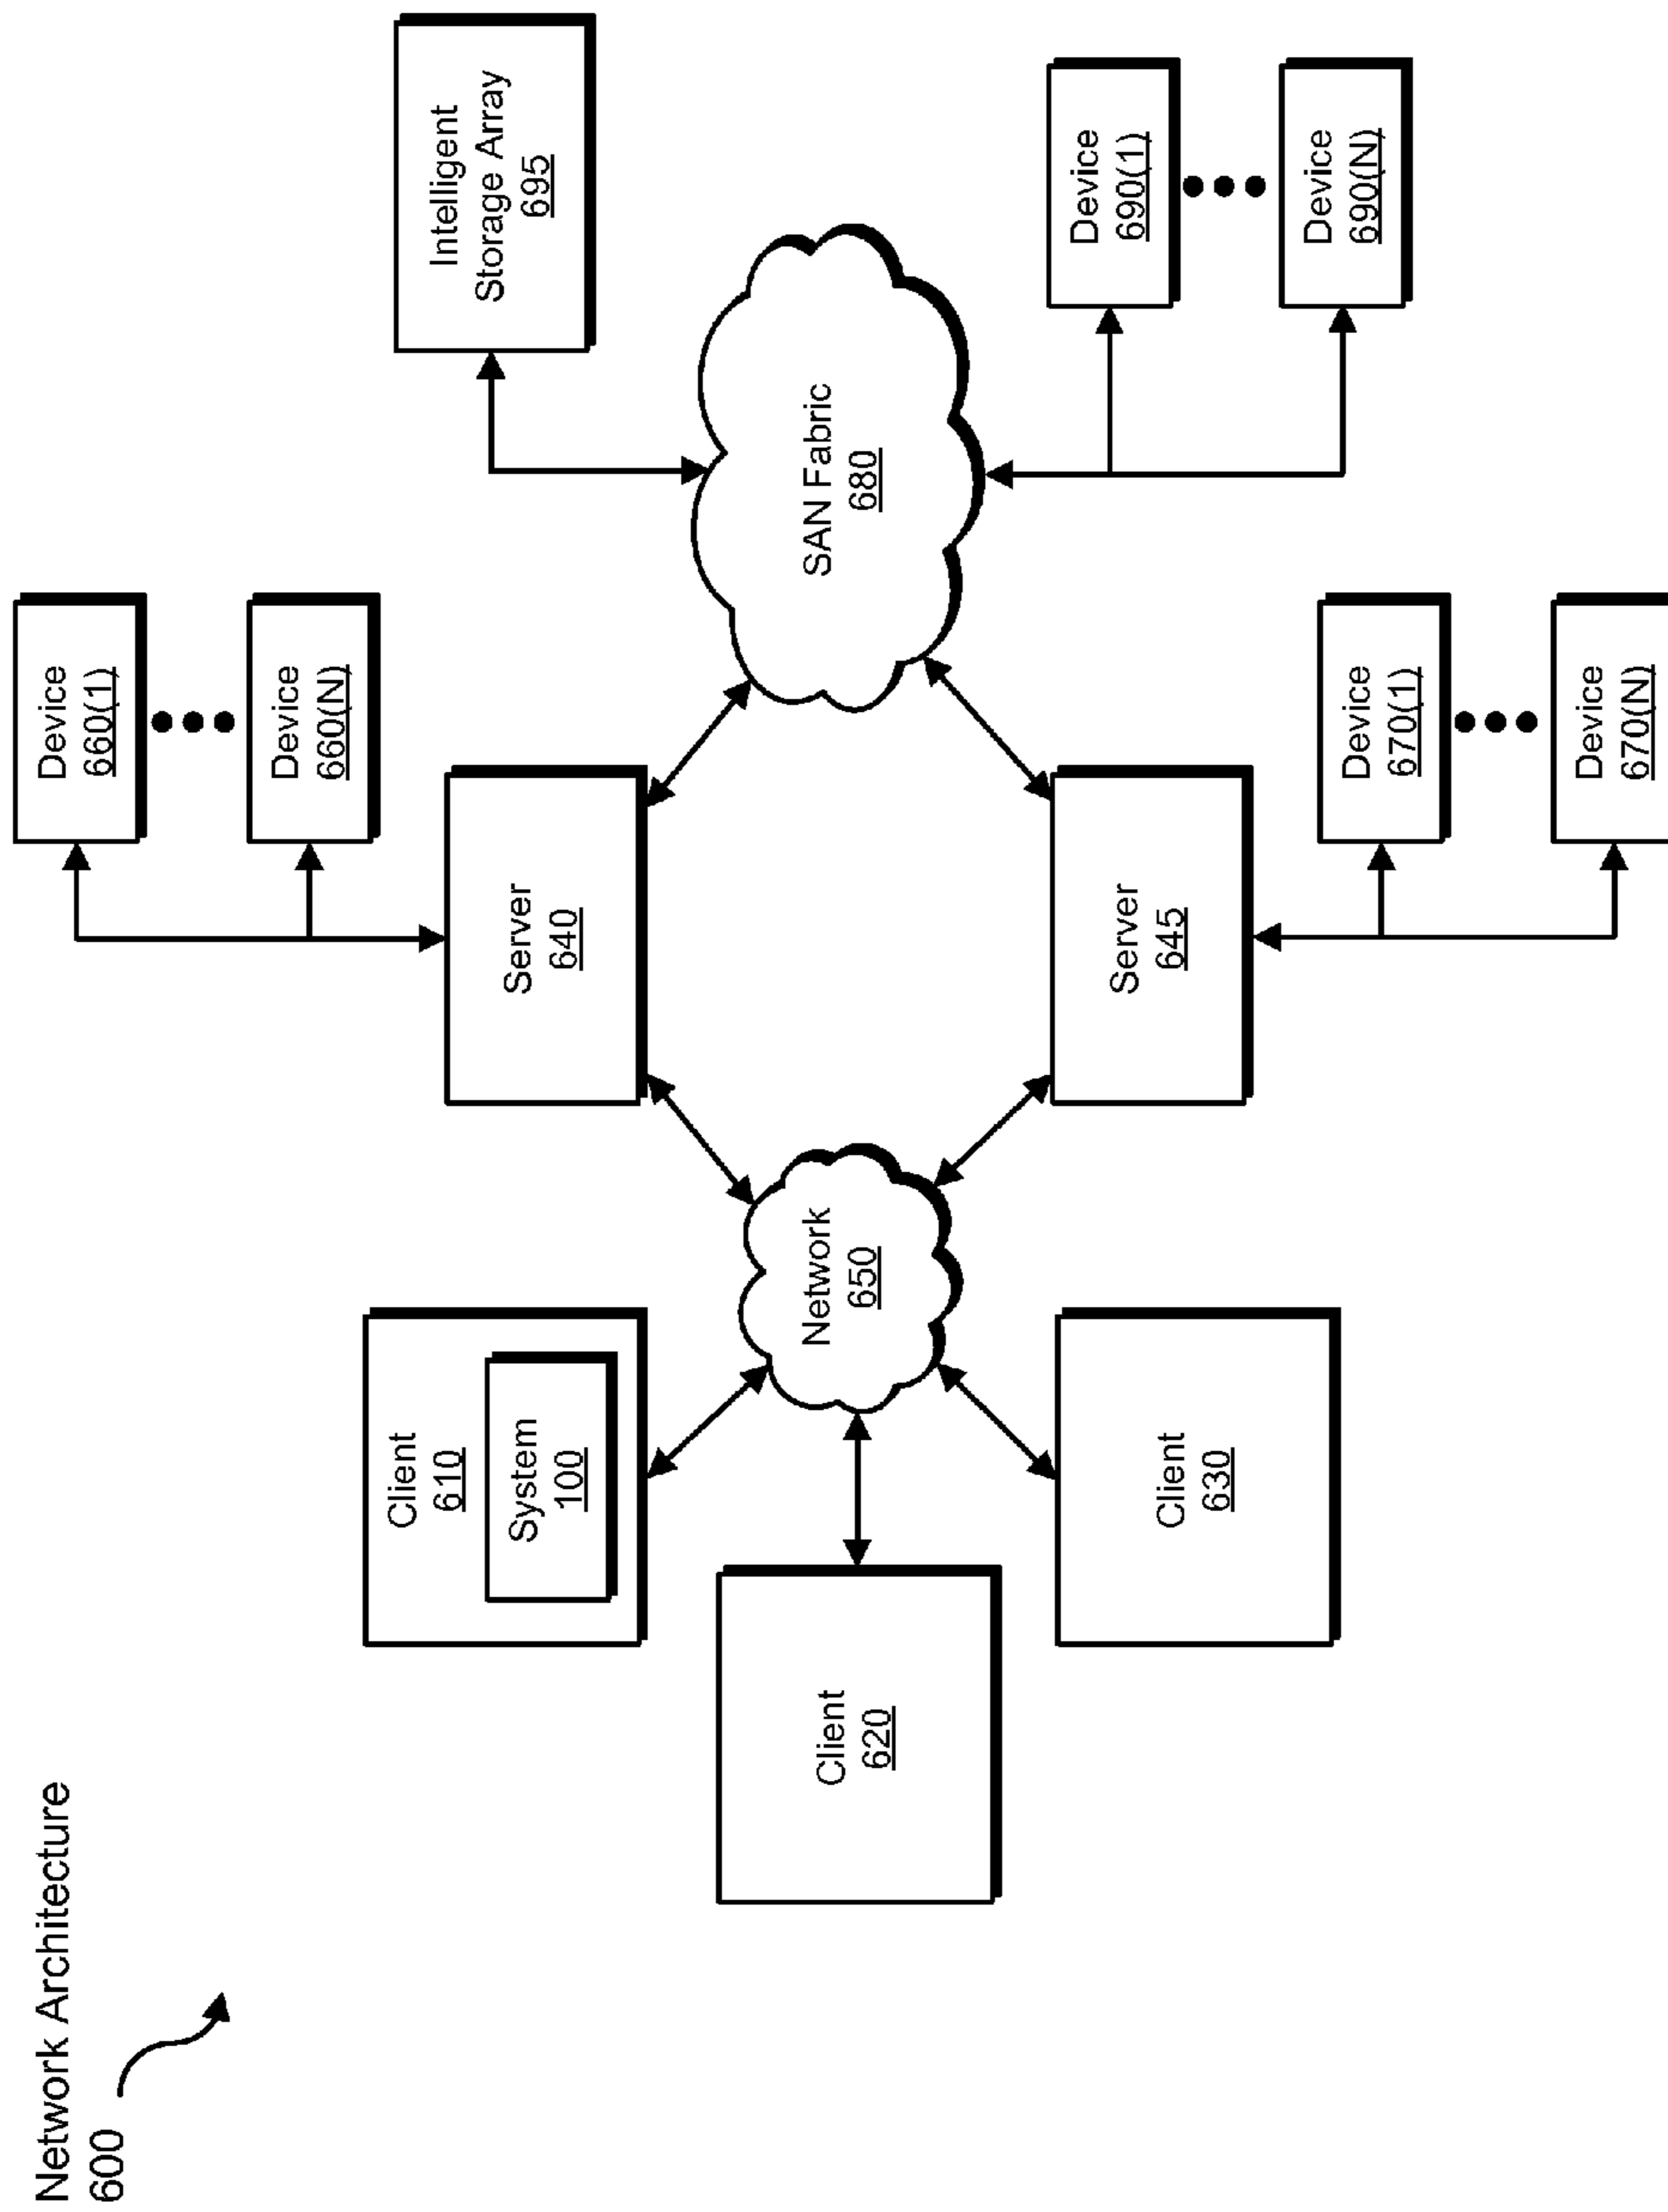 Network Architecture
600
Client
610
System
100
Client
620
Client
630
Network
650
Server
640
Server
645
Device
660(1)
Device
660(N)
Device
670(1)
Device
670(N)
SAN Fabric
680
Intelligent
Storage Array
695
Device
690(1)
Device
690(N)